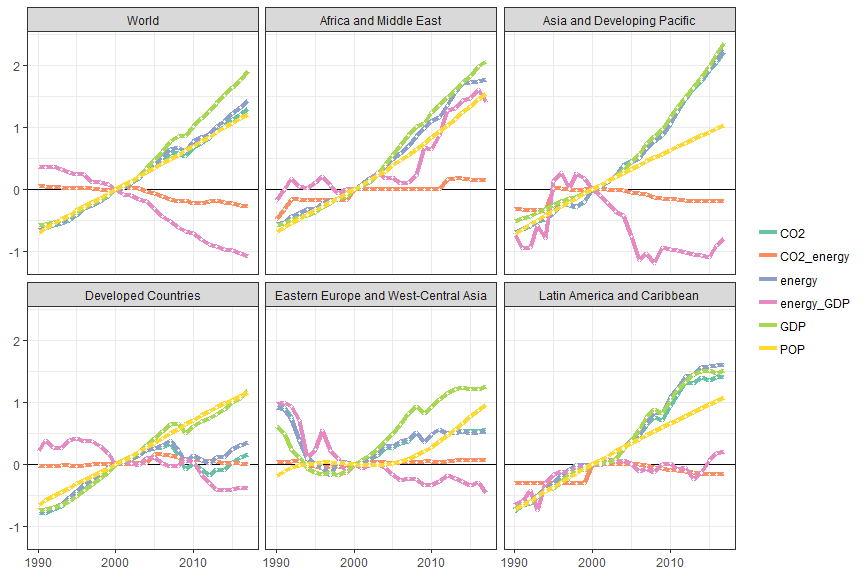 World
Africa and Middle East
Asia and Developing Pacific
2
1
0
-1
Developed Countries
Eastern Europe and West-Central Asia
Latin America and Caribbean
2
1
0
-1
1990
2000
2010
1990
2000
2010
1990
2000
2010
CO2
CO2_energy
energy
energy_GDP
GDP
POP